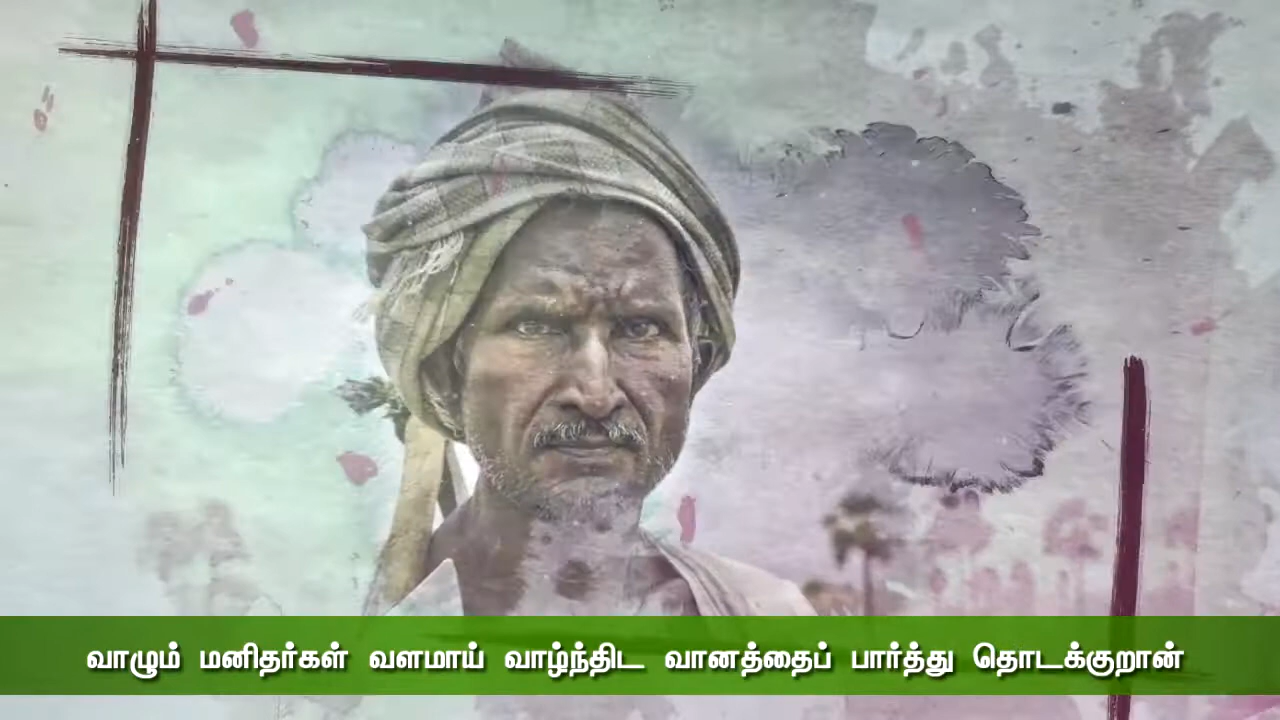 வாழும் மனிதர்கள் வளமாய் வாழ்ந்திட வானத்தைப் பார்த்து தொடக்குறான்